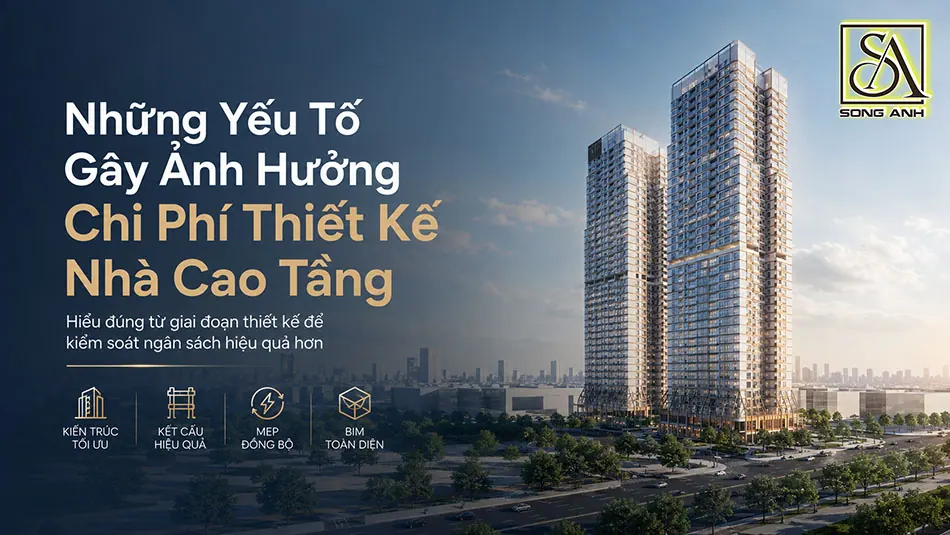 SA
SONG ANH
Những Yếu Tố
Gây Ảnh Hưởng
Chi Phí Thiết Kế
Nhà Cao Tầng
Hiểu đúng từ giai đoạn thiết kế để
kiểm soát ngân sách hiệu quả hơn
KIẾN TRÚC
TỐI ƯU
KẾT CẤU
HIỆU QUẢ
MEP
ĐỒNG BỘ
BIM
TOÀN DIỆN